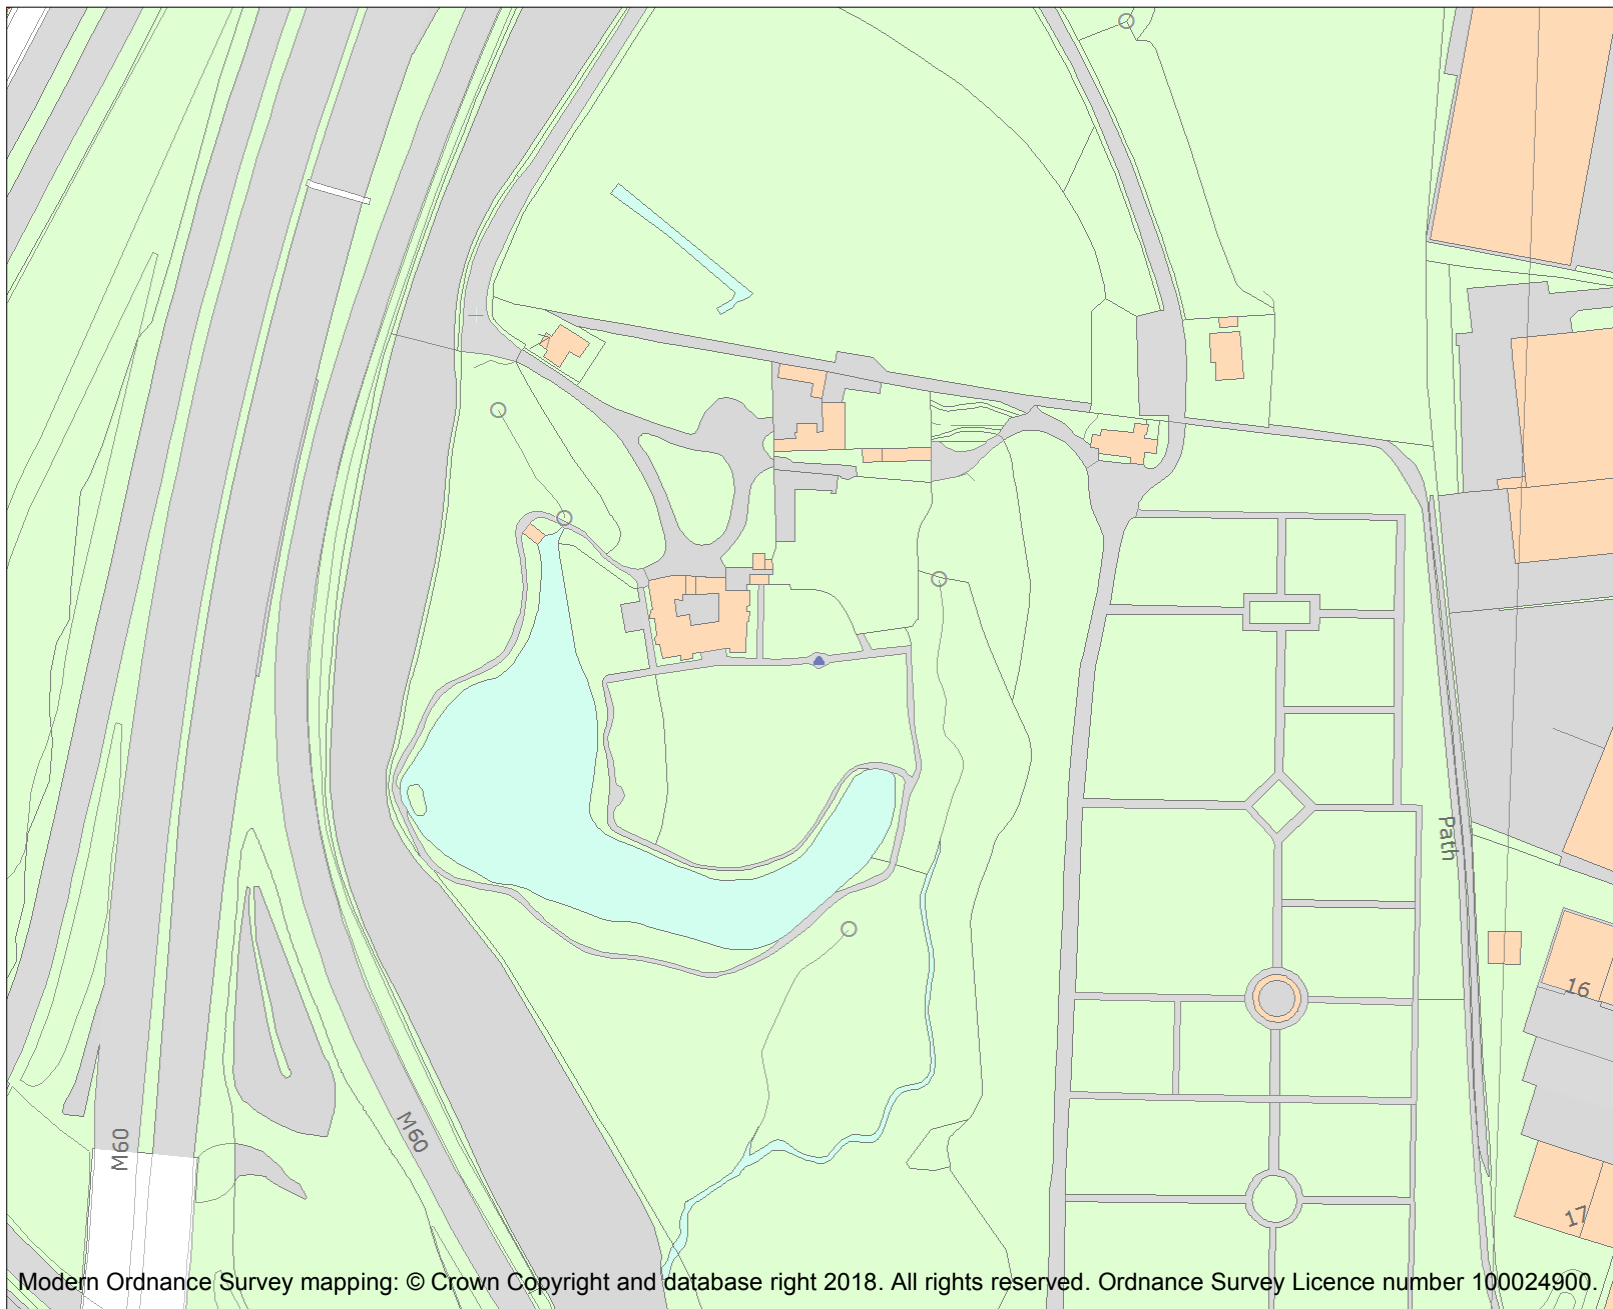 Path
16
M60
M60
17
Modern Ordnance Survey mapping: © Crown Copyright and database right 2018. All rights reserved. Ordnance Survey Licence number 100024900.